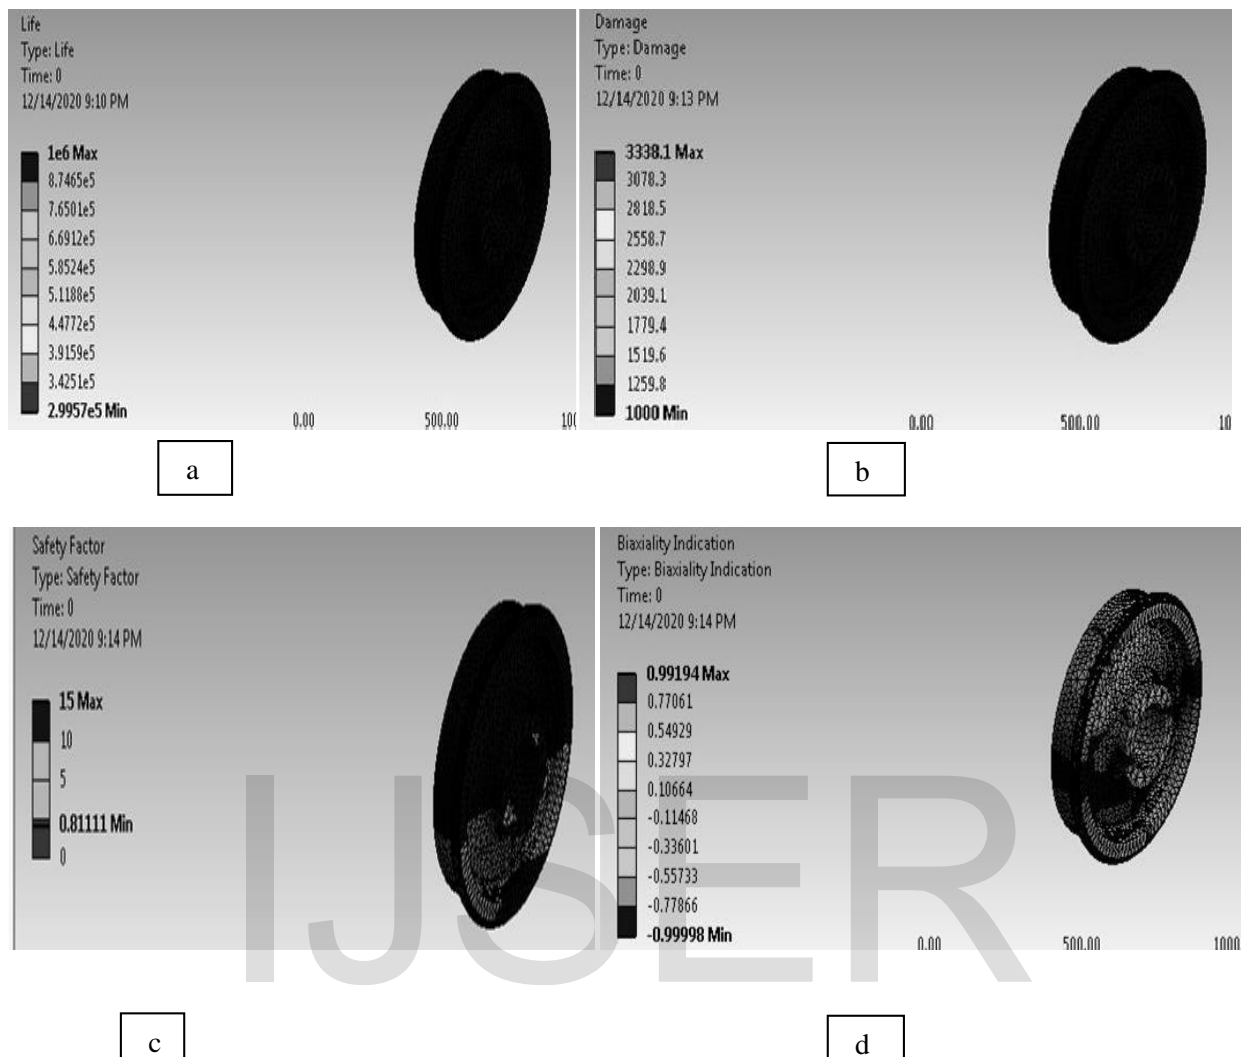 Life
Type: Life
Time: 0
12/14/2020 9:10 PM
1e6 Max
8.7465e5
7.6501e5
6.6912e5
5.8524e5
5.1188e5
4.4772e5
3.9159e5
3.4251e5
2.9957e5 Min
0.00
500.00
Damage
Type: Damage
Time: 0
12/14/2020 9:13 PM
3338.1 Max
3078.3
2818.5
2558.7
2298.9
2039.1
1779.4
1519.6
1259.8
1000 Min
0.00
500.00
10
a
b
Safety Factor
Type: Safety Factor
Time: 0
12/14/2020 9:14 PM
15 Max
10
5
0.81111 Min
0
Biaxiality Indication
Type: Biaxiality Indication
Time: 0
12/14/2020 9:14 PM
0.99194 Max
0.77061
0.54929
0.32797
0.10664
-0.11468
-0.33601
-0.55733
-0.77866
-0.99998 Min
0.00
500.00
1000
IJSER
c
d